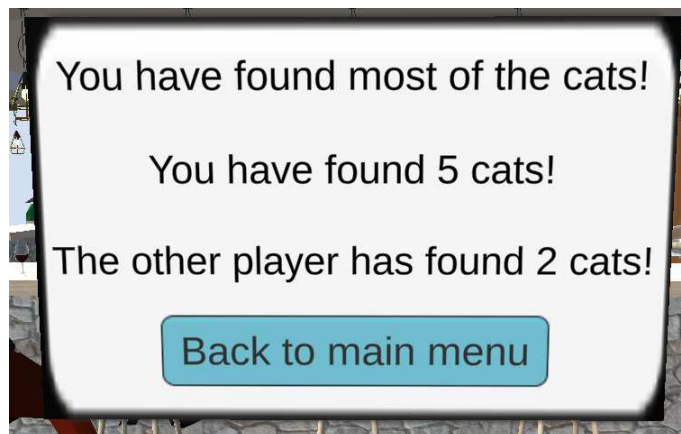 You have found most of the cats!
You have found 5 cats!
The other player has found 2 cats!
Back to main menu